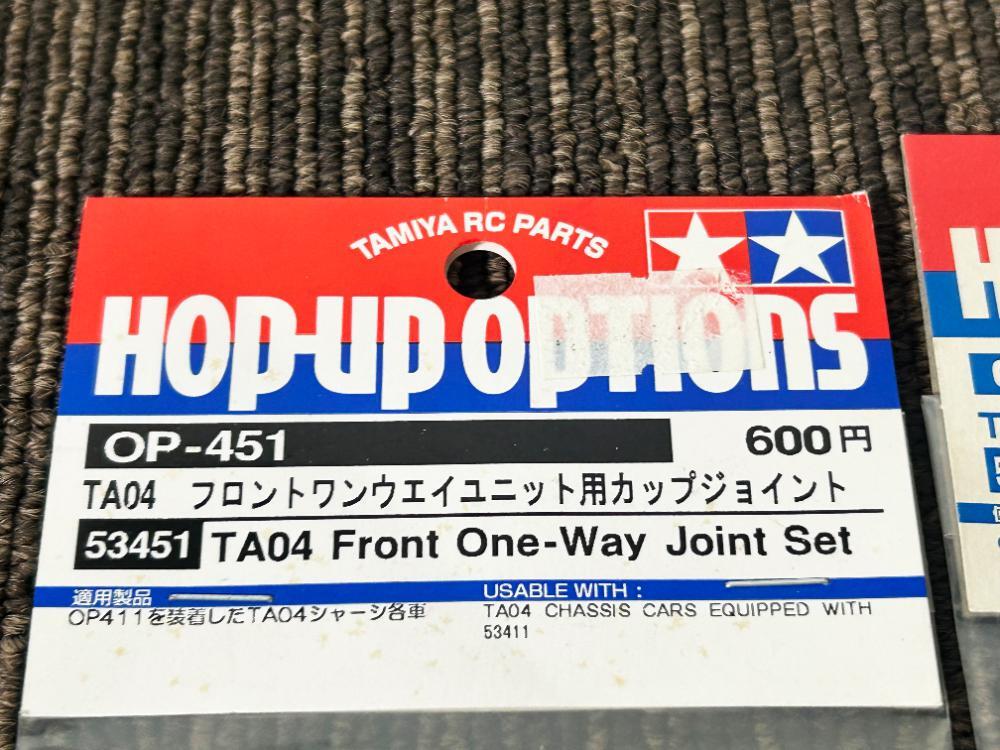 TAMIYA RC PARTS
HOP-UP OPTIONS
OP-451 600円
TA04 フロントワンウエイユニット用カップジョイント
53451 TA04 Front One-Way Joint Set
適用製品
OP411を装着したTA04シャーシ各車
USABLE WITH :
TA04 CHASSIS CARS EQUIPPED WITH
53411